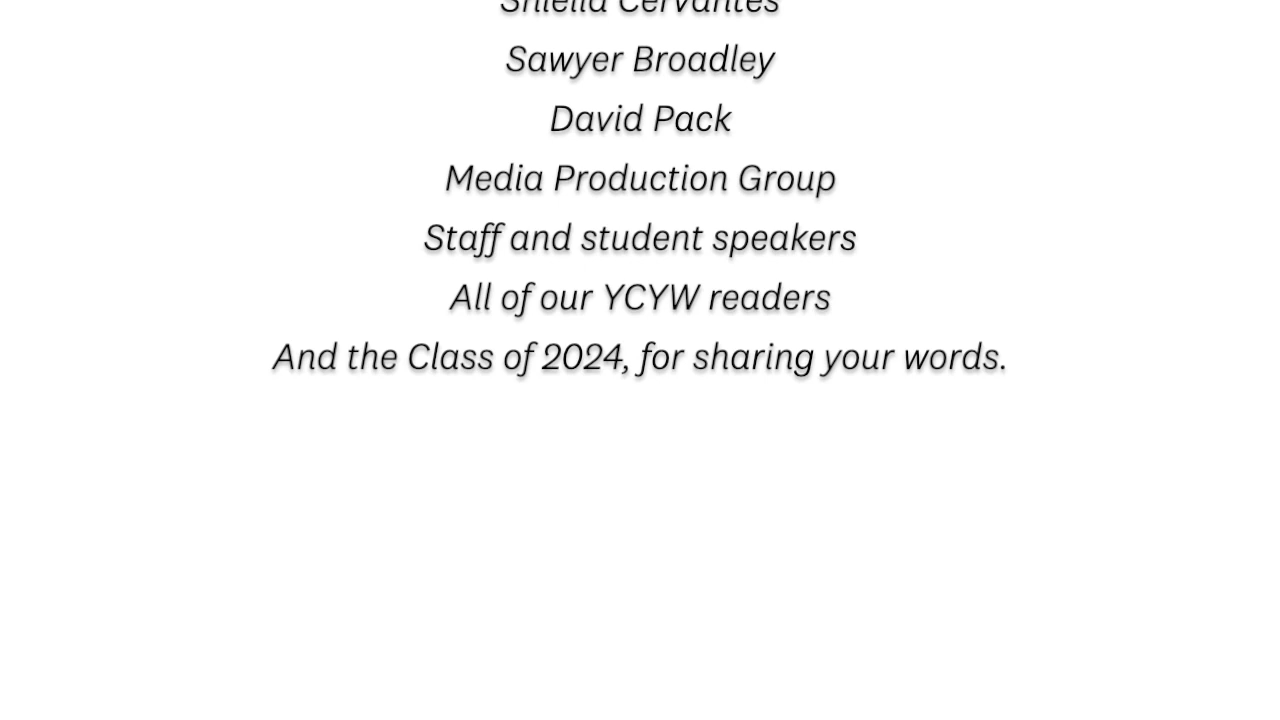 Cervantes
Sawyer Broadley
David Pack
Media Production Group
Staff and student speakers
All of our YCYW readers
And the Class of 2024, for sharing your words.